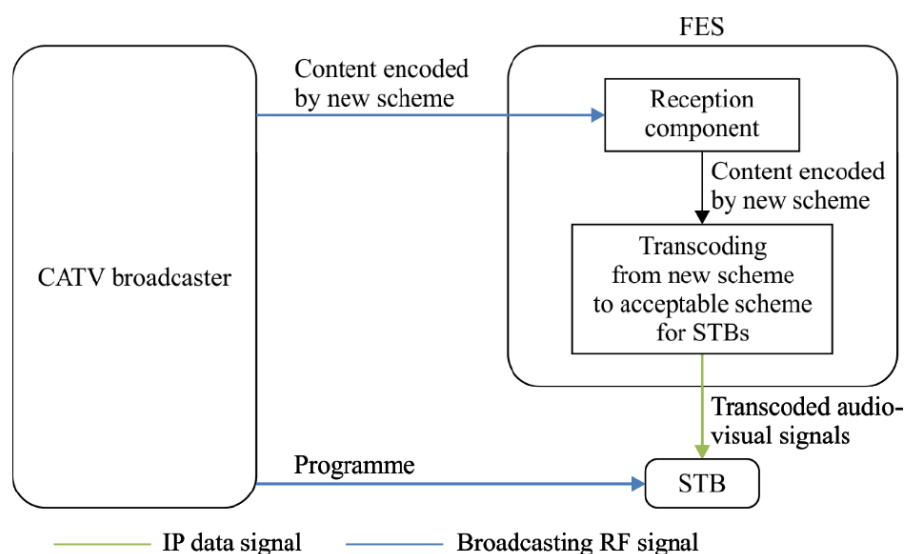 FES
Content encoded
by new scheme
Reception
component
Content encoded
by new scheme
CATV broadcaster
Transcoding
from new scheme
to acceptable scheme
for STBs
Transcoded audio-
visual signals
Programme
STB
IP data signal
Broadcasting RF signal